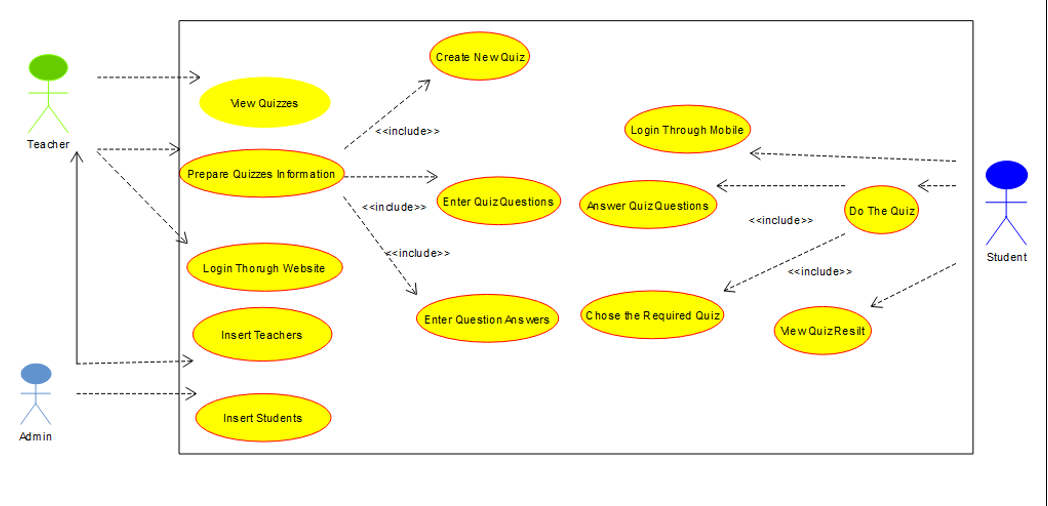 Create New Quiz
View Quizzes
<<include>>
Login Through Mobile
Teacher
Prepare Quizzes Information
Enter Quiz Questions
<<include>>
Answer Quiz Questions
<<include>>
Do The Quiz
Student
<<include>>
Login Thorugh Website
<<include>>
Enter Question Answers
Chose the Required Quiz
View Quiz Resilt
Insert Teachers
Insert Students
Admin